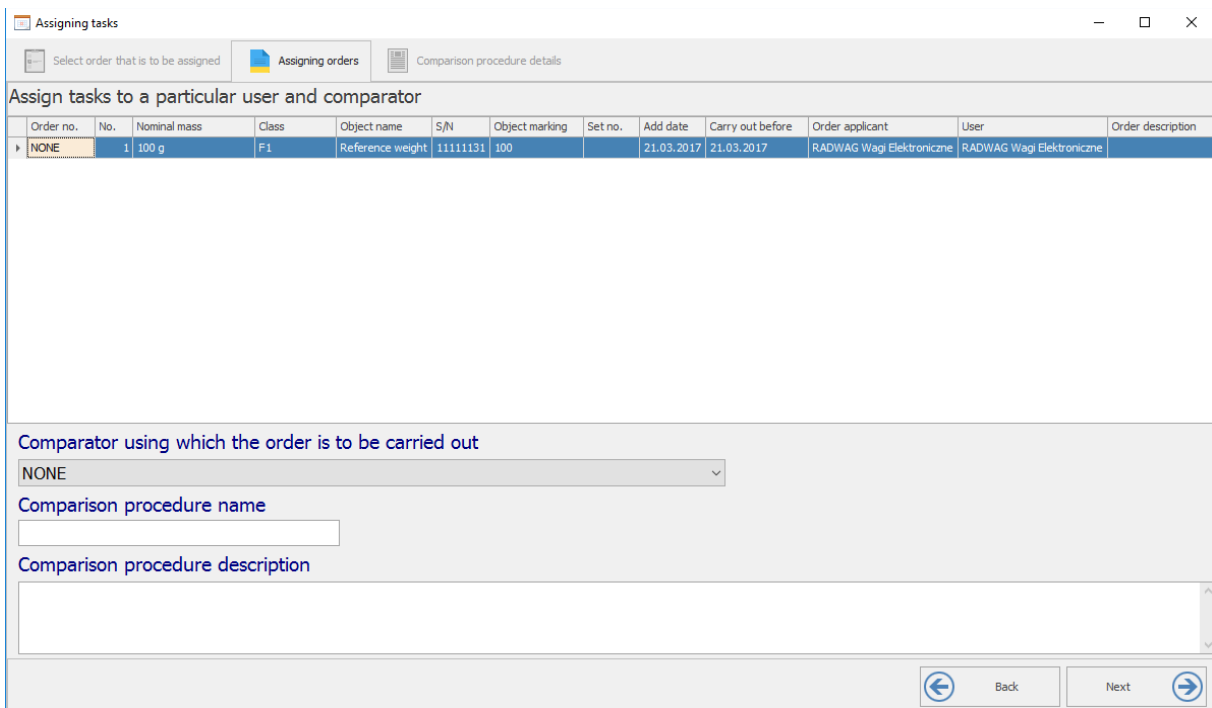 Assigning tasks
Select order that is to be assigned Assigning orders Comparison procedure details
Assign tasks to a particular user and comparator
Order no. No. Nominal mass Class Object name S/N Object marking Set no. Add date Carry out before Order applicant User Order description
NONE 1 100 g F1 Reference weight 11111131 100 21.03.2017 21.03.2017 RADWAG Wagi Elektroniczne RADWAG Wagi Elektroniczne
Comparator using which the order is to be carried out
NONE
Comparison procedure name
Comparison procedure description
Back Next